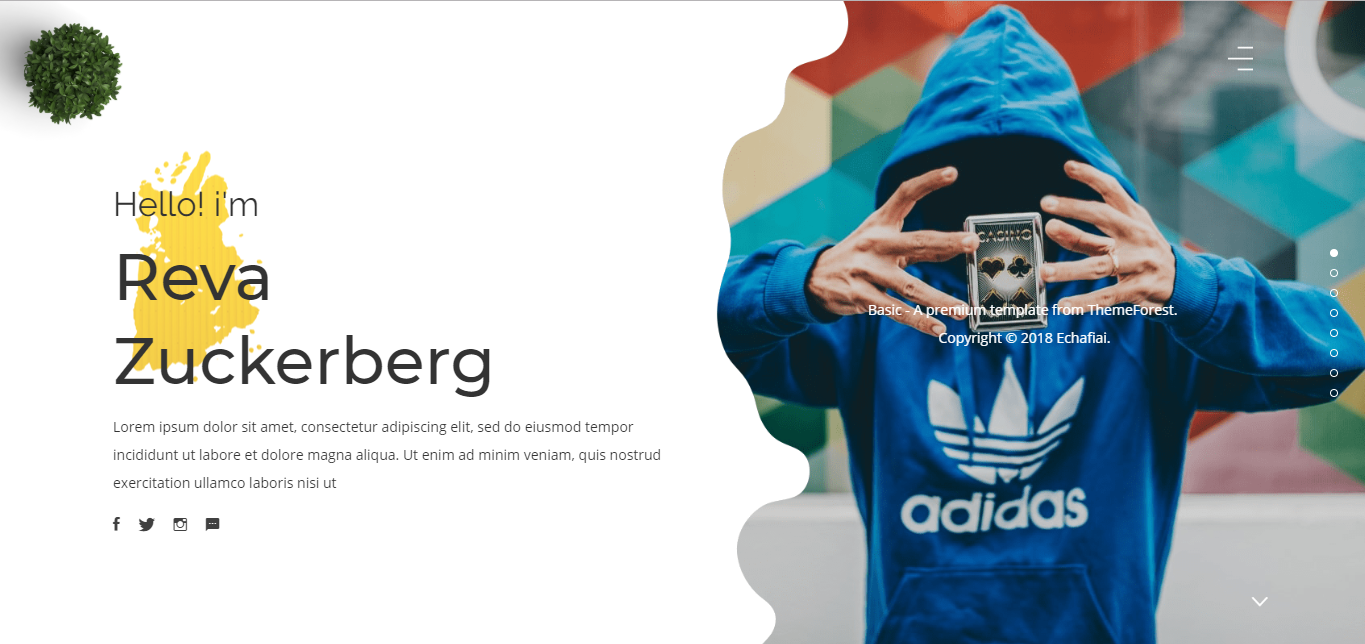 Hello! i'm
Reva
Zuckerberg
Lorem ipsum dolor sit amet, consectetur adipiscing elit, sed do eiusmod tempor
incididunt ut labore et dolore magna aliqua. Ut enim ad minim veniam, quis nostrud
exercitation ullamco laboris nisi ut
CASINO
Basic - A premium template from ThemeForest.
Copyright © 2018 Echafiai.
adidas